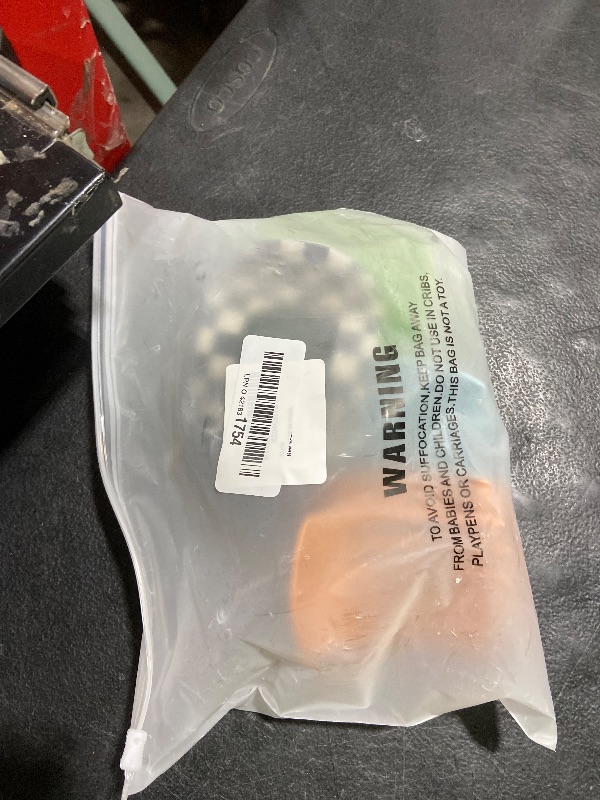 COSCO
WARNING
TO AVOID SUFFOCATION,KEEP BAG AWAY
FROM BABIES AND CHILDREN.DO NOT USE IN CRIBS,
PLAYPENS OR CARRIAGES.THIS BAG IS NOT A TOY.
1754